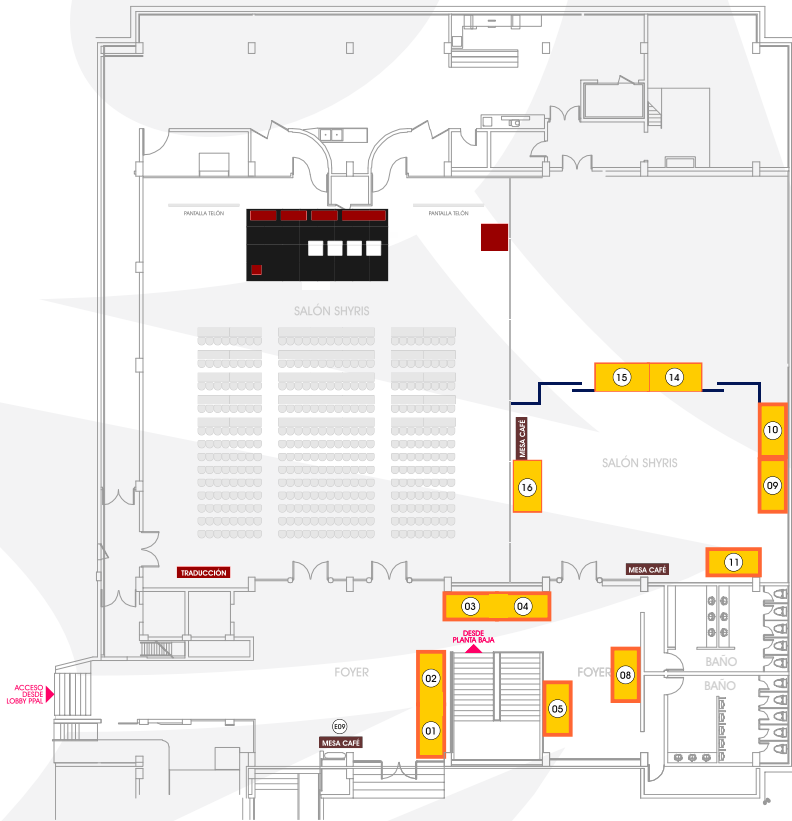 PANTALLA TELÓN
PANTALLA TELÓN
SALÓN SHYRIS
15
14
10
MESA CAFÉ
SALÓN SHYRIS
16
09
11
TRADUCCIÓN
MESA CAFÉ
03
04
DESDE
PLANTA BAJA
BAÑO
FOYER
02
FOYER
08
BAÑO
ACCESO
DESDE
LOBBY PPAL
05
E09
01
MESA CAFÉ